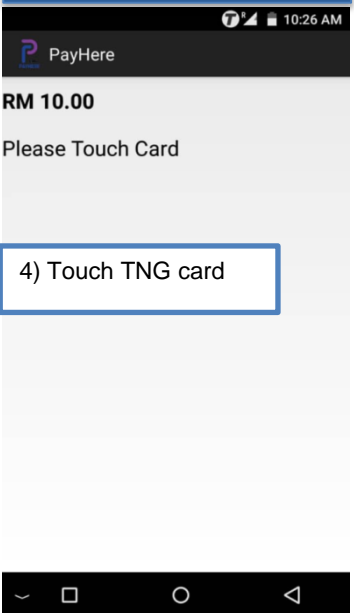 R 10:26 AM
PayHere
RM 10.00
Please Touch Card
4) Touch TNG card